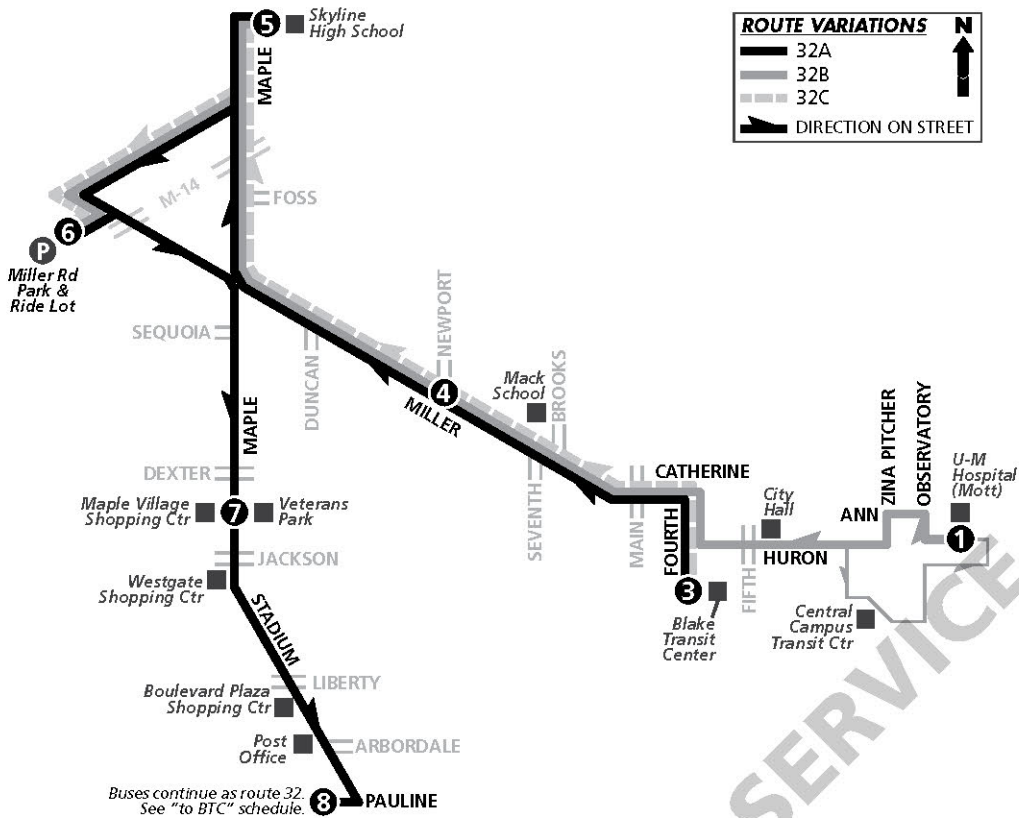 5
Skyline
High School
MAPLE
ROUTE VARIATIONS
N
32A
32B
32C
DIRECTION ON STREET
M-14
FOSS
6
P
Miller Rd
Park &
Ride Lot
SEQUOIA
DUNCAN
NEWPORT
4
MILLER
Mack
School
BROOKS
MAPLE
DEXTER
Maple Village
Shopping Ctr
7
Veterans
Park
JACKSON
Westgate
Shopping Ctr
STADIUM
SEVENTH
MAIN
CATHERINE
FOURTH
3
Blake
Transit
Center
FIFTH
City
Hall
HURON
ANN
ZINA PITCHER
OBSERVATORY
U-M
Hospital
(Mott)
1
Central
Campus
Transit Ctr
LIBERTY
Boulevard Plaza
Shopping Ctr
Post
Office
ARBORDALE
Buses continue as route 32.
See "to BTC" schedule.
8
PAULINE
SERVICE